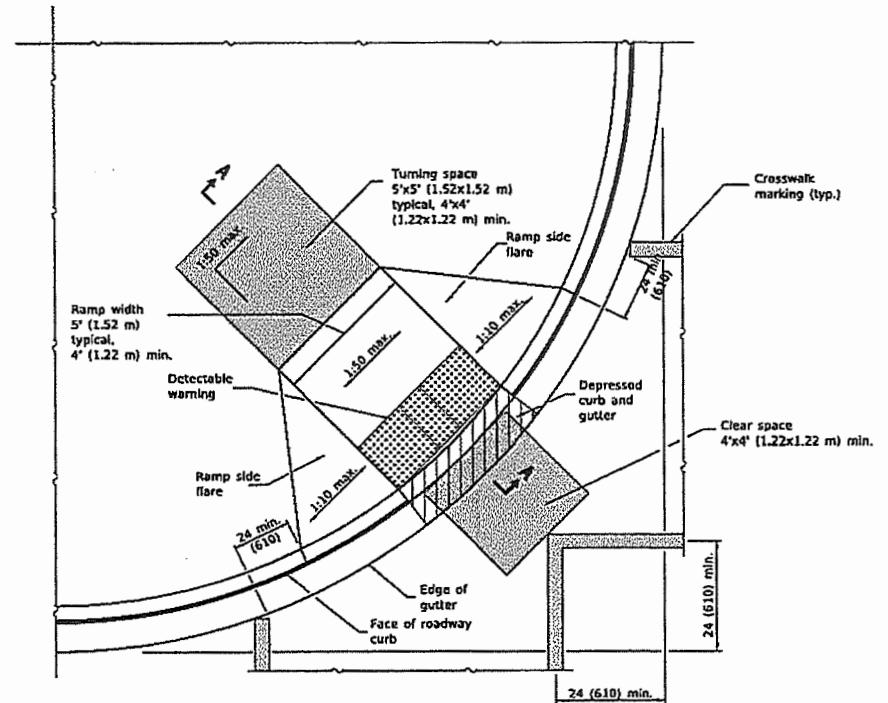 A
Turning space
5'x5' (1.52x1.52 m)
typical, 4'x4'
(1.22x1.22 m) min.
Crosswalk
marking (typ.)
1:50 max.
Ramp side
flare
24 min.
(610)
Ramp width
5' (1.52 m)
typical,
4' (1.22 m) min.
1:50 max.
1:10 max.
Detectable
warning
Depressed
curb and
gutter
Clear space
4'x4' (1.22x1.22 m) min.
Ramp side
flare
1:10 max.
A
24 min.
(610)
Edge of
gutter
Face of roadway
curb
24 (610) min.
24 (610) min.